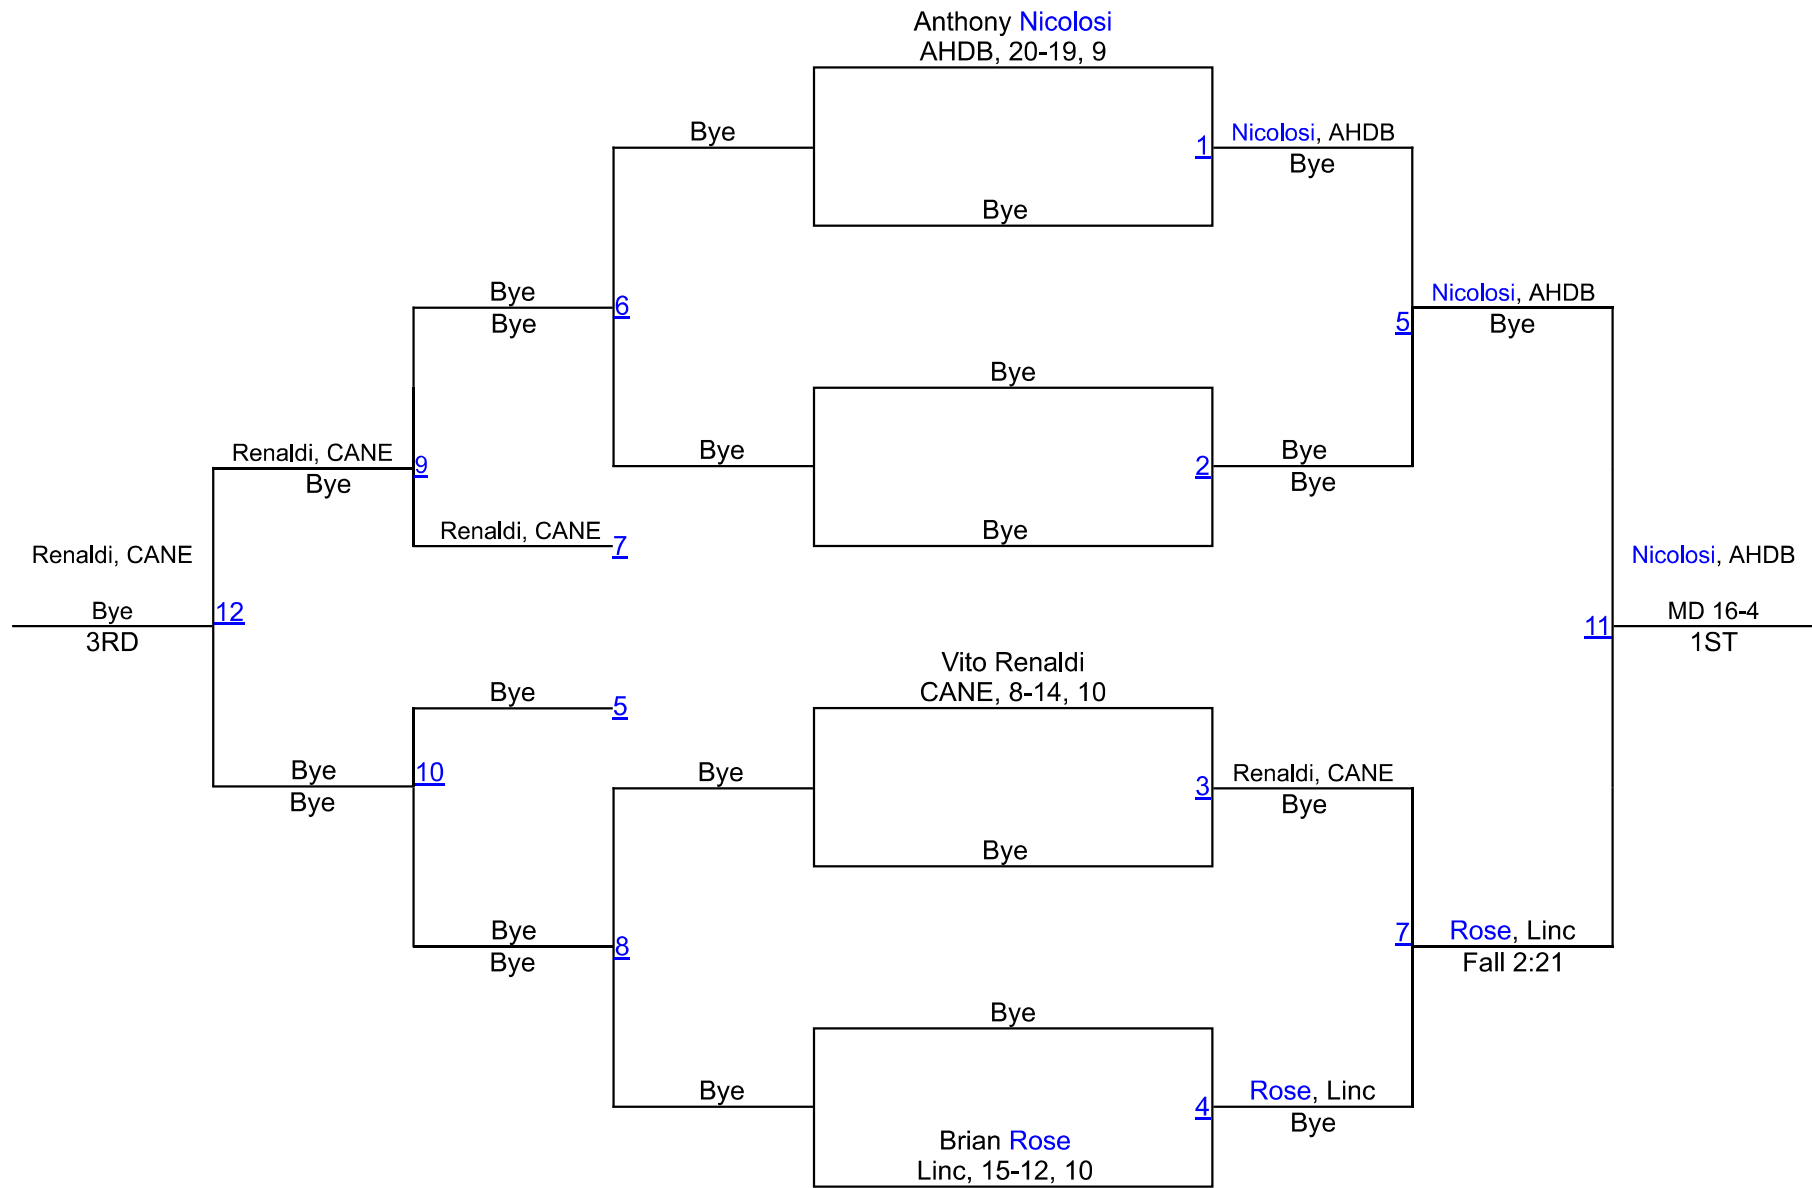 Anthony Nicolosi
AHDB, 20-19, 9
Bye
1
Nicolosi, AHDB
Bye
Bye
Bye
Bye
6
Nicolosi, AHDB
5
Bye
Bye
Renaldi, CANE
Bye
9
Bye
2
Bye
Bye
Renaldi, CANE
7
Bye
Renaldi, CANE
Nicolosi, AHDB
Bye
12
3RD
11
MD 16-4
1ST
Vito Renaldi
CANE, 8-14, 10
Bye
5
Bye
10
Bye
Bye
3
Renaldi, CANE
Bye
Bye
Bye
8
Bye
7
Rose, Linc
Fall 2:21
Bye
Bye
4
Rose, Linc
Bye
Brian Rose
Linc, 15-12, 10